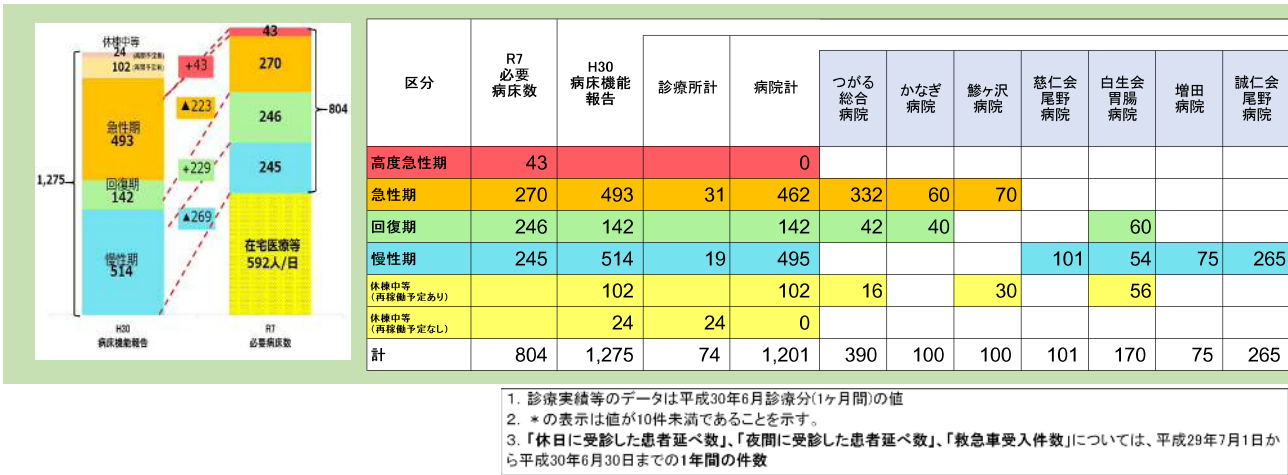 休棟中等
24 (再開予定無)
102 (再開予定有)
急性期
493
1,275
回復期
142
慢性期
514
H30
病床機能報告
+43
▲223
+229
▲269
43
270
246
804
245
在宅医療等
592人/日
R7
必要病床数
区分 R7必要病床数 H30病床機能報告 診療所計 病院計 つがる総合病院 かなぎ病院 鰺ヶ沢病院 慈仁会尾野病院 白生会胃腸病院 増田病院 誠仁会尾野病院
高度急性期 43 0
急性期 270 493 31 462 332 60 70
回復期 246 142 142 42 40 60
慢性期 245 514 19 495 101 54 75 265
休棟中等(再稼働予定あり) 102 102 16 30 56
休棟中等(再稼働予定なし) 24 24 0
計 804 1,275 74 1,201 390 100 100 101 170 75 265
1. 診療実績等のデータは平成30年6月診療分(1ヶ月間)の値
2. *の表示は値が10件未満であることを示す。
3.「休日に受診した患者延べ数」、「夜間に受診した患者延べ数」、「救急車受入件数」については、平成29年7月1日か
ら平成30年6月30日までの1年間の件数